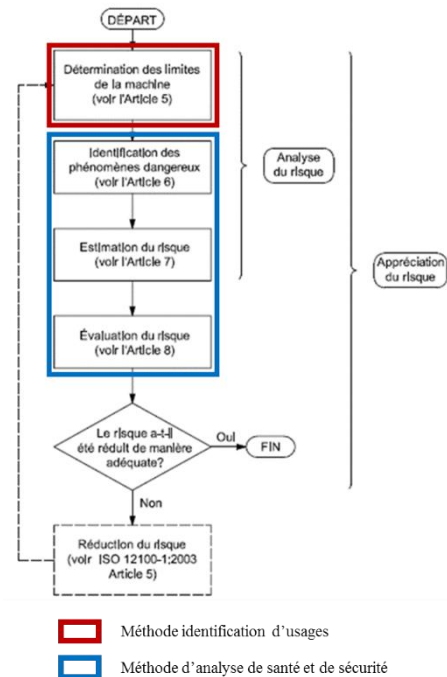 DÉPART
Détermination des limites
de la machine
(voir l'Article 5)
Identification des
phénomènes dangereux
(voir l'Article 6)
Analyse
du risque
Estimation du risque
(voir l'Article 7)
Appréciation
du risque
Évaluation du risque
(voir l'Article 8)
Le risque a-t-il
été réduit de manière
adéquate?
Oui
FIN
Non
Réduction du risque
(voir ISO 12100-1:2003
Article 5)
Méthode identification d'usages
Méthode d'analyse de santé et de sécurité